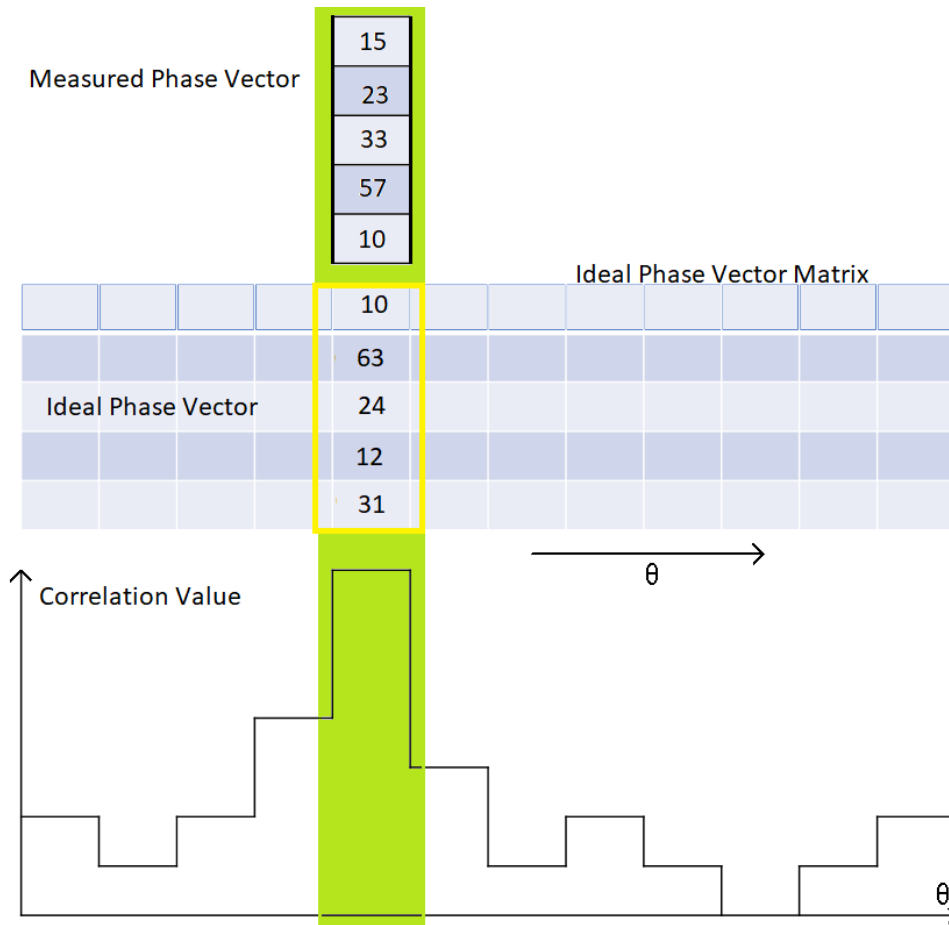 15
Measured Phase Vector
23
33
57
10
Ideal Phase Vector Matrix
10
63
Ideal Phase Vector
24
12
31
θ
Correlation Value
θ